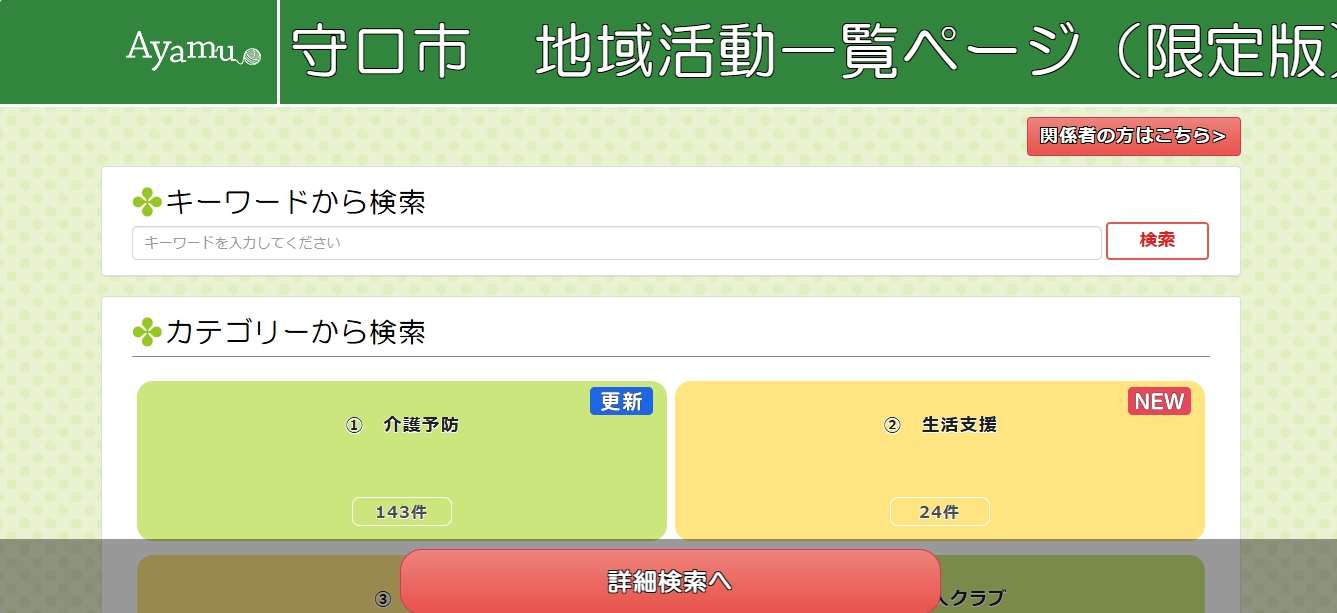 Ayamu
守口市　地域活動一覧ページ（限定版）
関係者の方はこちら>
キーワードから検索
キーワードを入力してください
検索
カテゴリーから検索
更新
①　介護予防
143件
NEW
②　生活支援
24件
③
詳細検索へ
人クラブ